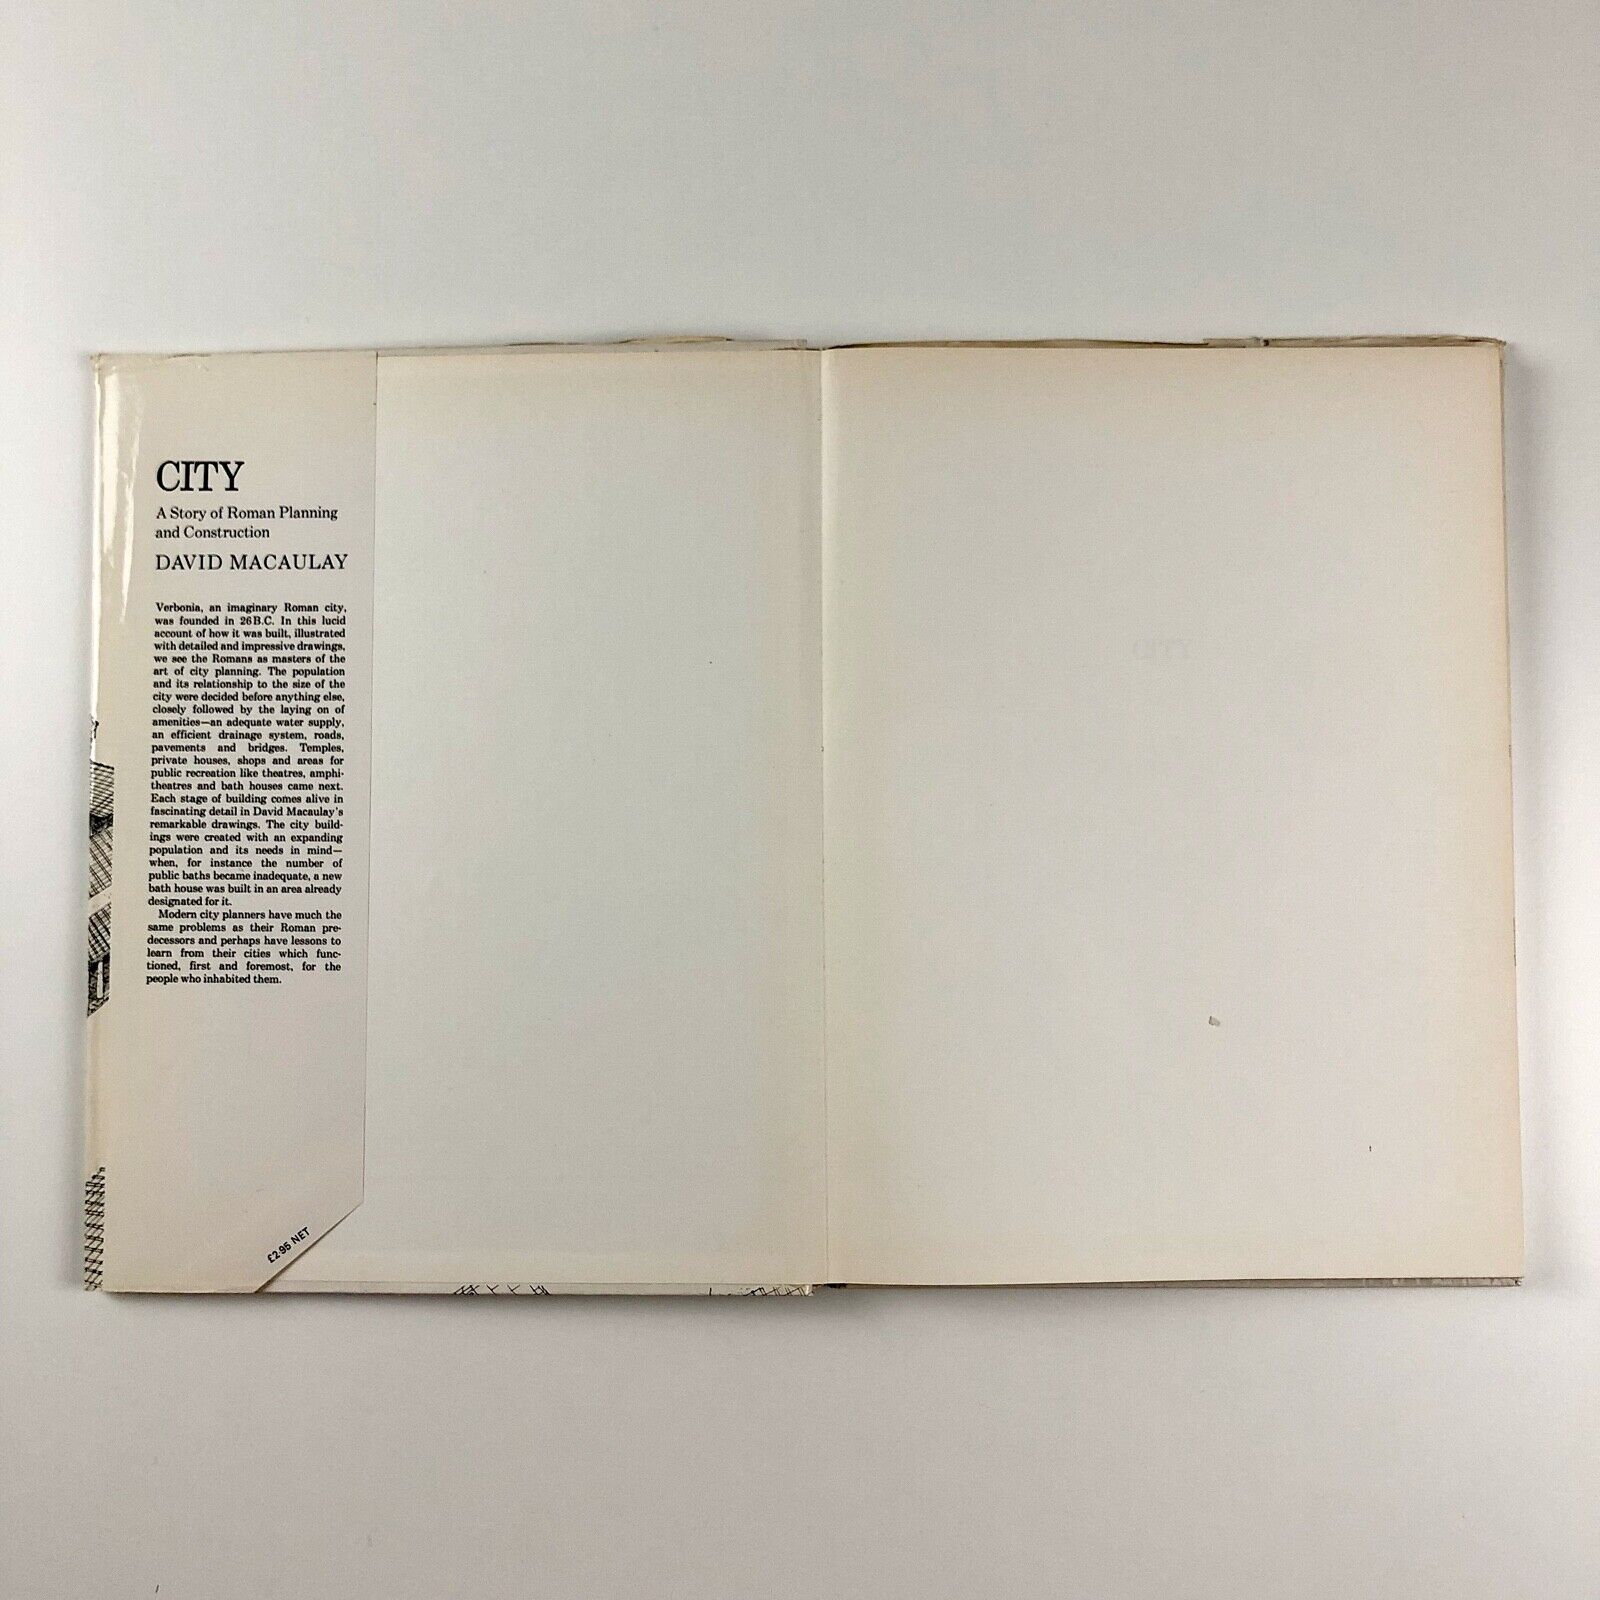 CITY
A Story of Roman Planning
and Construction
DAVID MACAULAY
Verbonia, an imaginary Roman city,
was founded in 26 B.C. In this lucid
account of how it was built, illustrated
with detailed and impressive drawings,
we see the Romans as masters of the
art of city planning. The population
and its relationship to the size of the
city were decided before anything else,
closely followed by the laying on of
amenities—an adequate water supply,
an efficient drainage system, roads,
pavements and bridges. Temples,
private houses, shops and areas for
public recreation like theatres, amphi-
theatres and bath houses came next.
Each stage of building comes alive in
fascinating detail in David Macaulay's
remarkable drawings. The city build-
ings were created with an expanding
population and its needs in mind—
when, for instance the number of
public baths became inadequate, a new
bath house was built in an area already
designated for it.
Modern city planners have much the
same problems as their Roman pre-
decessors and perhaps have lessons to
learn from their cities which func-
tioned, first and foremost, for the
people who inhabited them.
£2·95 NET
CITY